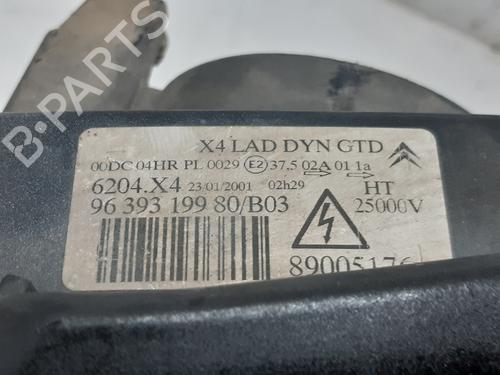 X4 LAD DYN GTD
00DC 04HR PL 0029 E2 37.5 02A 01 1a
6204.X4 23/01/2001 02h29 HT
96 393 199 80/B03 25000V
89005176
B-PARTS